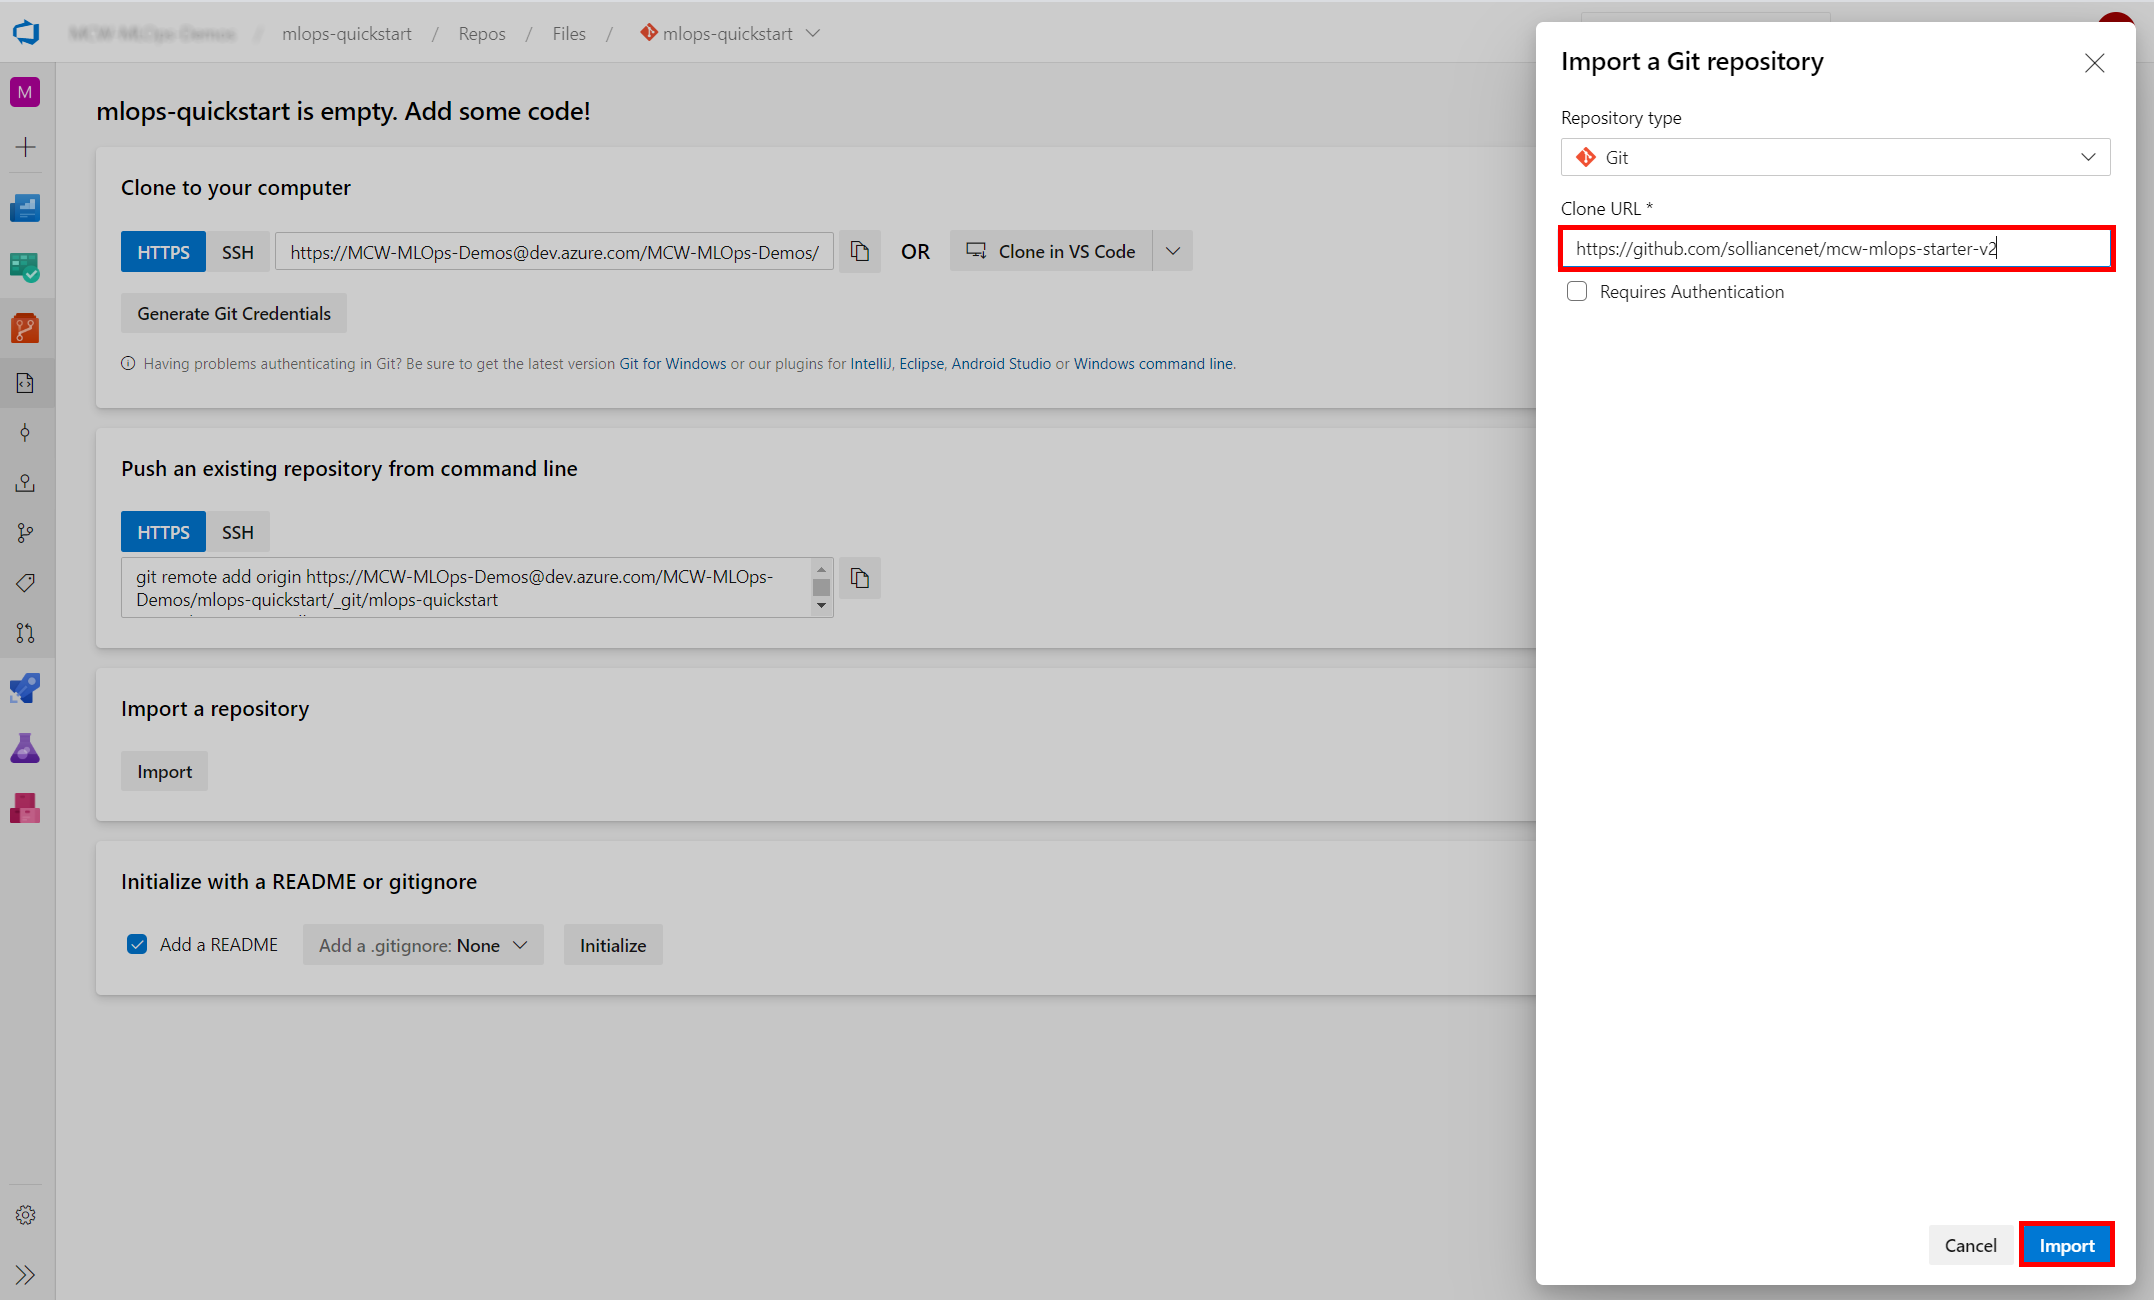 mlops-quickstart / Repos / Files / mlops-quickstart
M
mlops-quickstart is empty. Add some code!
Clone to your computer
HTTPS SSH https://MCW-MLOps-Demos@dev.azure.com/MCW-MLOps-Demos/ OR Clone in VS Code
Generate Git Credentials
Having problems authenticating in Git? Be sure to get the latest version Git for Windows or our plugins for IntelliJ, Eclipse, Android Studio or Windows command line.
Push an existing repository from command line
HTTPS SSH
git remote add origin https://MCW-MLOps-Demos@dev.azure.com/MCW-MLOps-
Demos/mlops-quickstart/_git/mlops-quickstart
Import a repository
Import
Initialize with a README or gitignore
Add a README Add a .gitignore: None Initialize
Import a Git repository
Repository type
Git
Clone URL *
https://github.com/solliancenet/mcw-mlops-starter-v2
Requires Authentication
Cancel Import